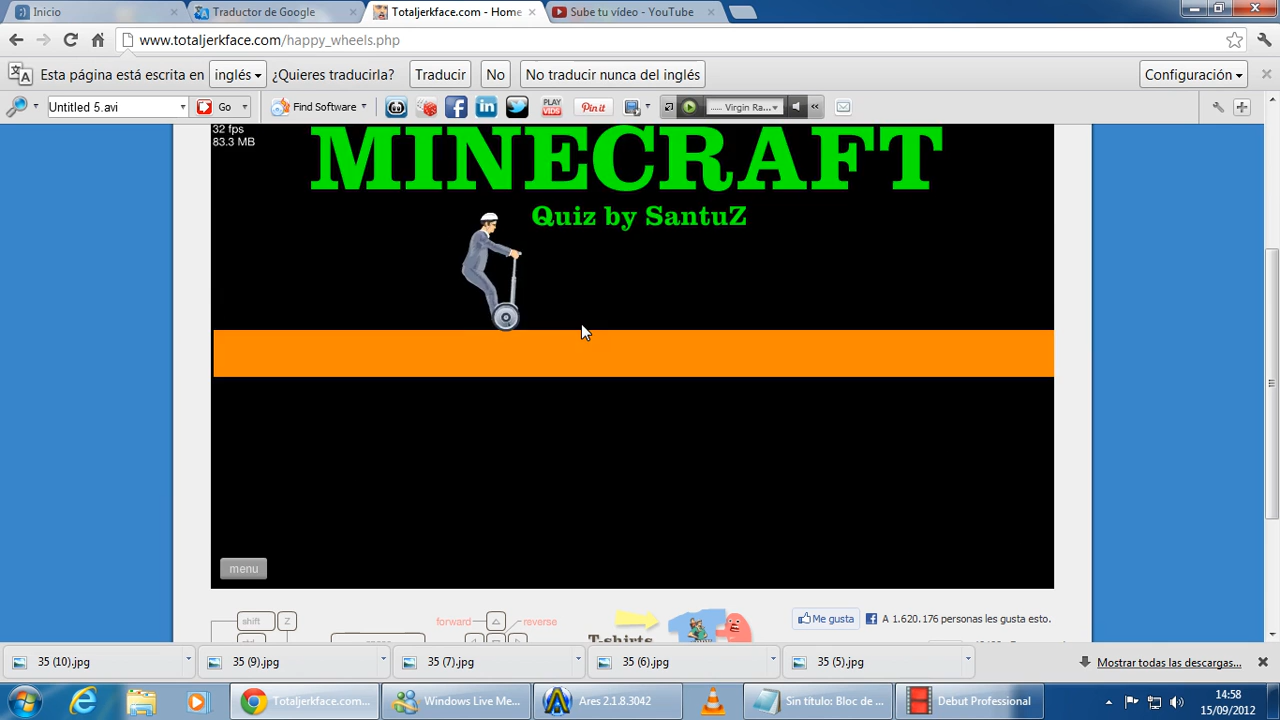 Inicio
Traductor de Google
Totaljerkface.com - Home
Sube tu vídeo - YouTube
www.totaljerkface.com/happy_wheels.php
Esta página está escrita en inglés ¿Quieres traducirla? Traducir No No traducir nunca del inglés Configuración
Untitled 5.avi Go Find Software PLAY VIDS Pin it ..... Virgin Ra...
32 fps
83.3 MB
MINECRAFT
Quiz by SantuZ
menu
shift Z forward reverse
T-shirts
Me gusta A 1.620.176 personas les gusta esto.
35 (10).jpg 35 (9).jpg 35 (7).jpg 35 (6).jpg 35 (5).jpg Mostrar todas las descargas...
Totaljerkface.com... Windows Live Me... Ares 2.1.8.3042 Sin título: Bloc de ... Debut Professional
14:58
15/09/2012